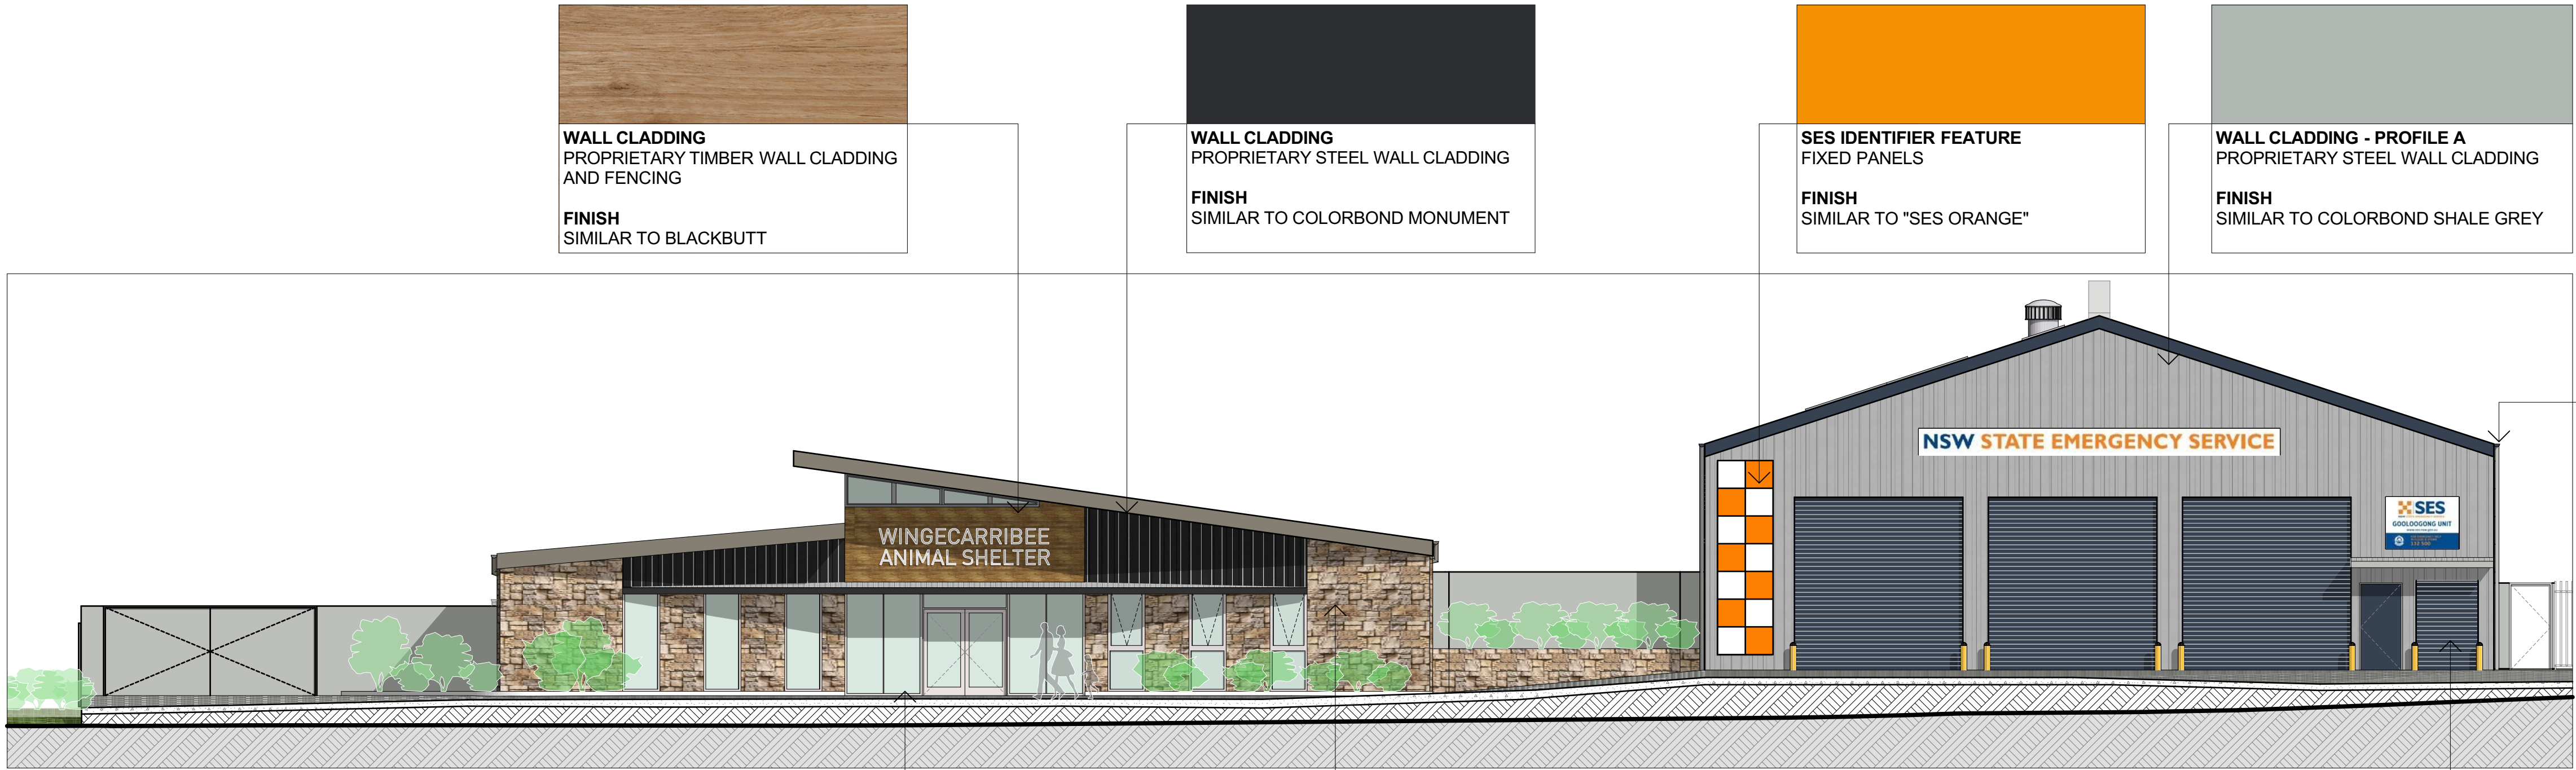 WALL CLADDING
PROPRIETARY TIMBER WALL CLADDING
AND FENCING
FINISH
SIMILAR TO BLACKBUTT
WALL CLADDING
PROPRIETARY STEEL WALL CLADDING
FINISH
SIMILAR TO COLORBOND MONUMENT
SES IDENTIFIER FEATURE
FIXED PANELS
FINISH
SIMILAR TO "SES ORANGE"
WALL CLADDING - PROFILE A
PROPRIETARY STEEL WALL CLADDING
FINISH
SIMILAR TO COLORBOND SHALE GREY
WINGECARRIBEE
ANIMAL SHELTER
NSW STATE EMERGENCY SERVICE
SES
GOOLOOGONG UNIT
132 500